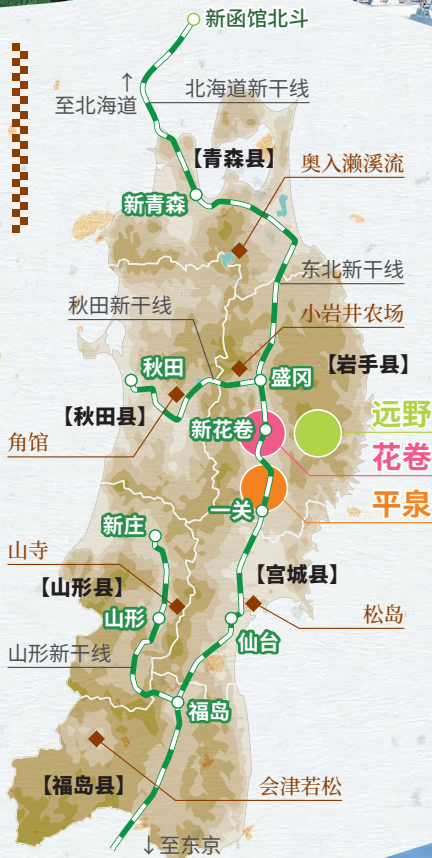 新函馆北斗
↑
至北海道
北海道新干线
【青森县】
奥入濑溪流
新青森
东北新干线
秋田新干线
小岩井农场
秋田
盛冈
【岩手县】
【秋田县】
新花卷
远野
角馆
花卷
平泉
一关
新庄
山寺
【宫城县】
【山形县】
山形
松岛
仙台
山形新干线
福岛
【福岛县】
会津若松
↓至东京